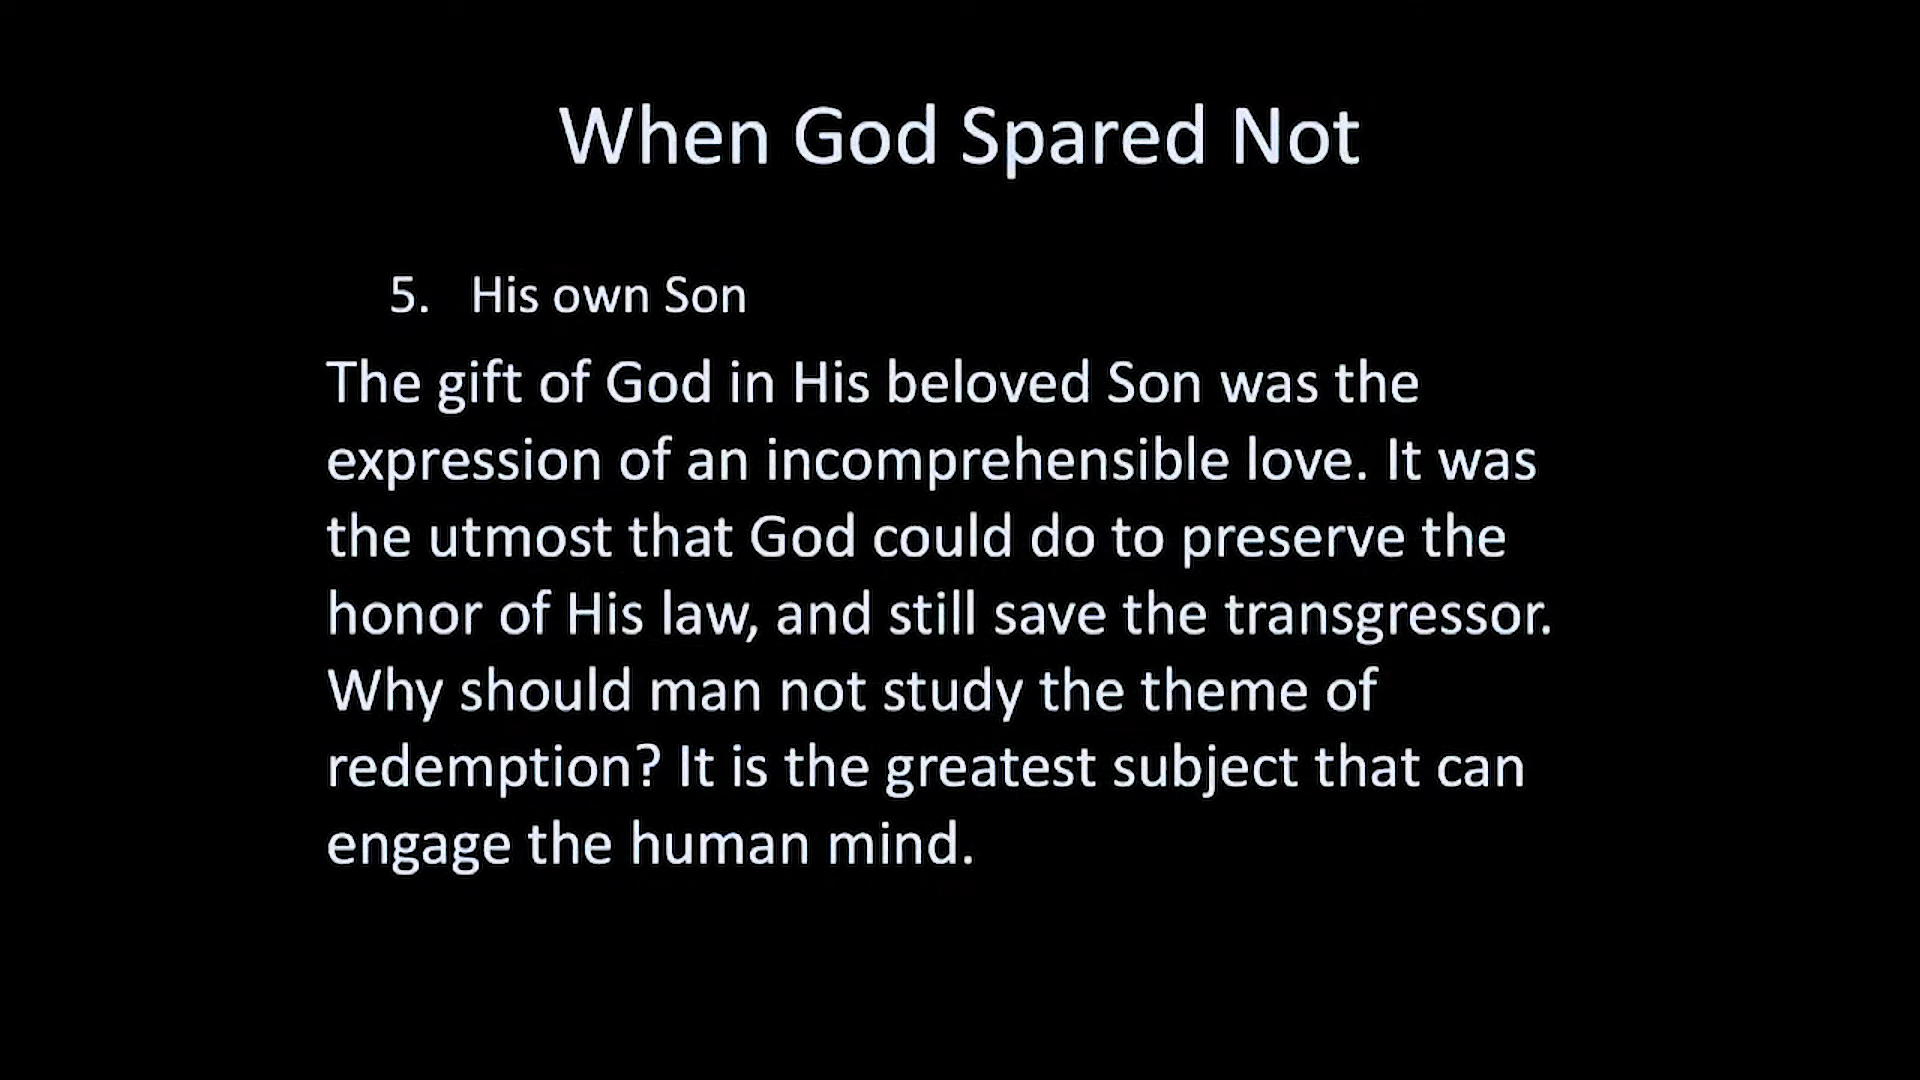 When God Spared Not
5. His own Son
The gift of God in His beloved Son was the
expression of an incomprehensible love. It was
the utmost that God could do to preserve the
honor of His law, and still save the transgressor.
Why should man not study the theme of
redemption? It is the greatest subject that can
engage the human mind.